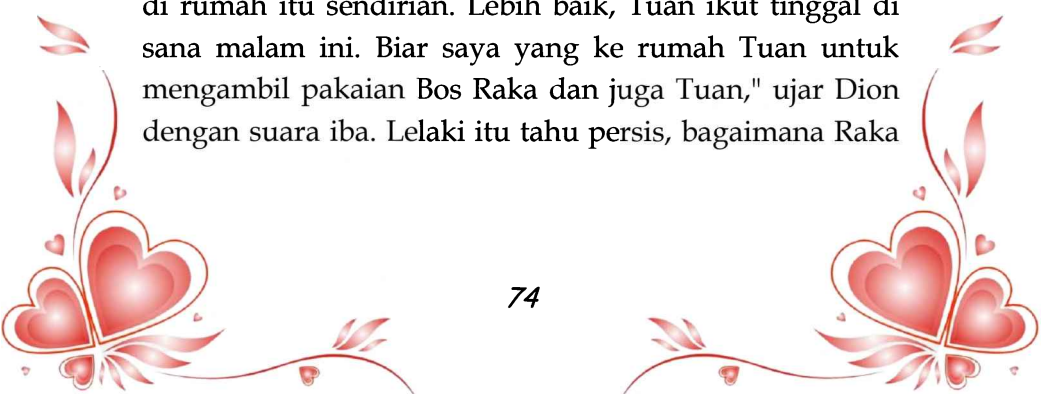 di rumah itu sendirian. Lebih baik, Tuan ikut tinggal di
sana malam ini. Biar saya yang ke rumah Tuan untuk
mengambil pakaian Bos Raka dan juga Tuan," ujar Dion
dengan suara iba. Lelaki itu tahu persis, bagaimana Raka
74